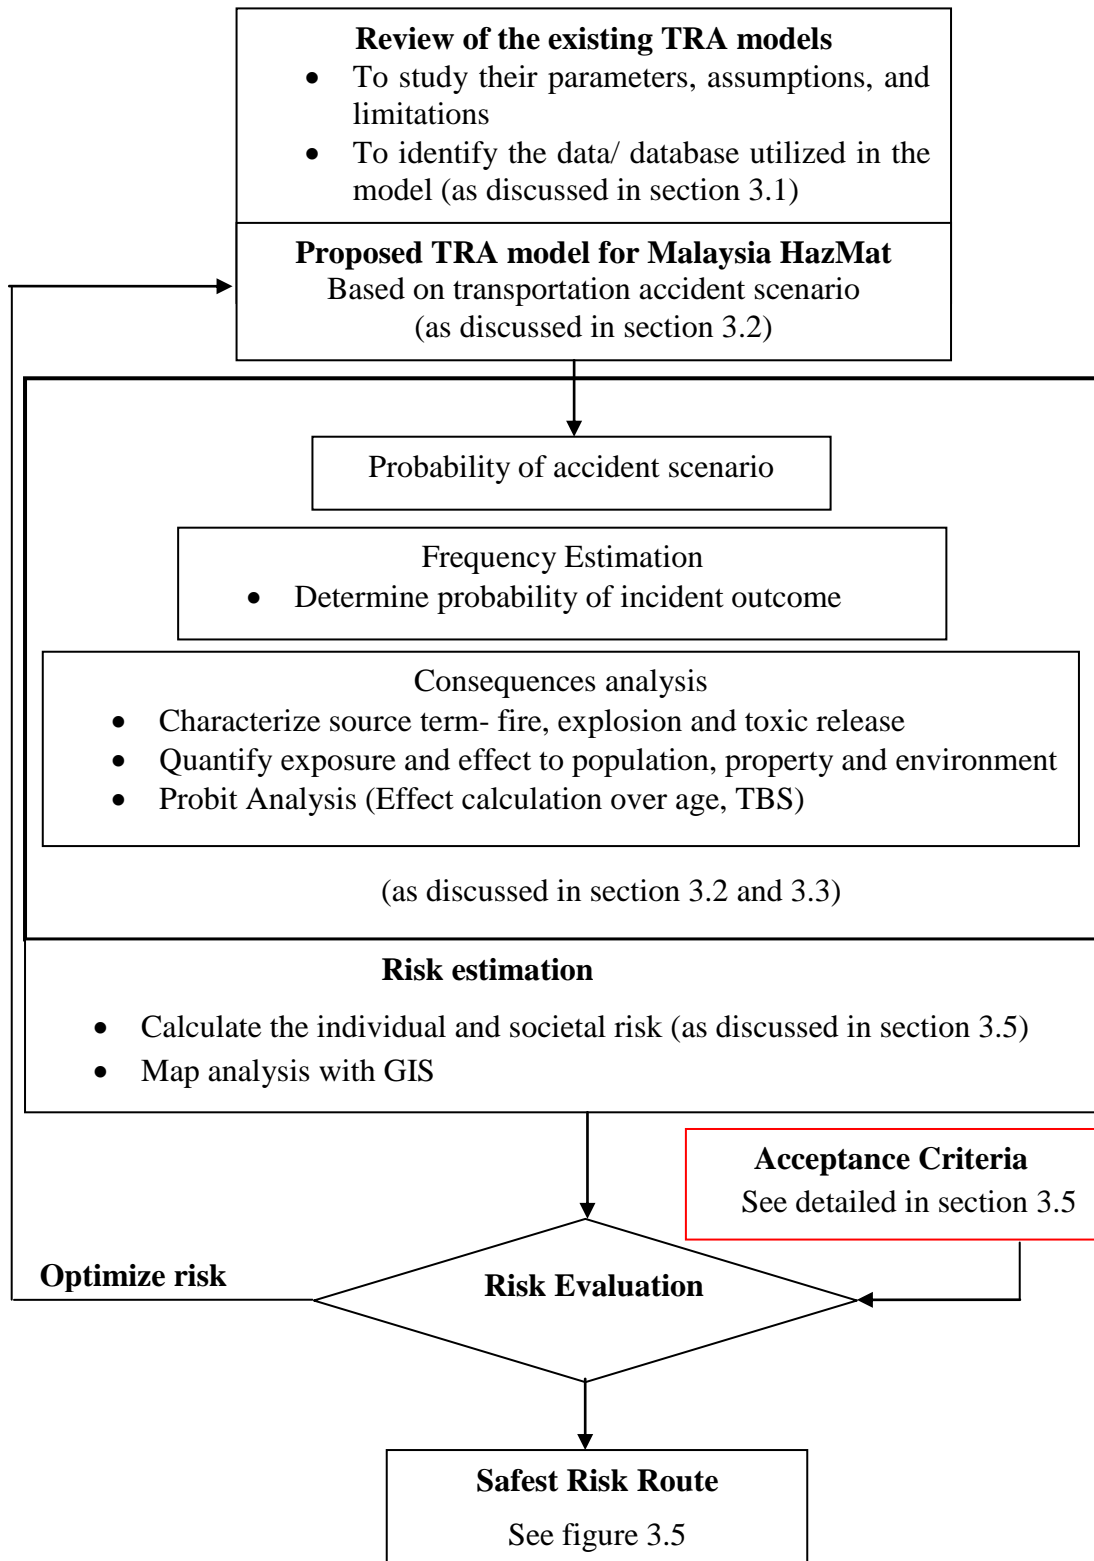 Review of the existing TRA models
• To study their parameters, assumptions, and
limitations
• To identify the data/ database utilized in the
model (as discussed in section 3.1)
Proposed TRA model for Malaysia HazMat
Based on transportation accident scenario
(as discussed in section 3.2)
Probability of accident scenario
Frequency Estimation
• Determine probability of incident outcome
Consequences analysis
• Characterize source term- fire, explosion and toxic release
• Quantify exposure and effect to population, property and environment
• Probit Analysis (Effect calculation over age, TBS)
(as discussed in section 3.2 and 3.3)
Risk estimation
• Calculate the individual and societal risk (as discussed in section 3.5)
• Map analysis with GIS
Acceptance Criteria
See detailed in section 3.5
Optimize risk
Risk Evaluation
Safest Risk Route
See figure 3.5